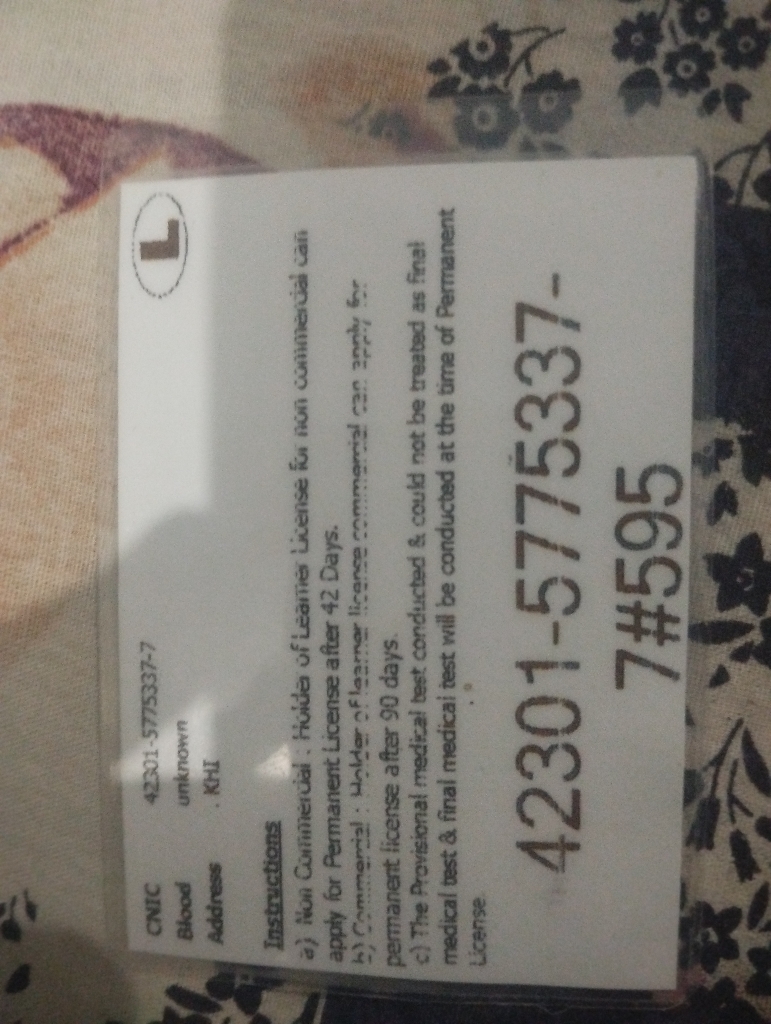 L
CNIC 42301-5775337-7
Blood unknown
Address . KHI
Instructions
a) Non Commercial : Holder of Learner License for non commercial can
apply for Permanent License after 42 Days.
b) Commercial : Holder of learner licence commercial can apply for
permanent license after 90 days.
c) The Provisional medical test conducted & could not be treated as final
medical test & final medical test will be conducted at the time of Permanent
License.
42301-5775337-
7#595